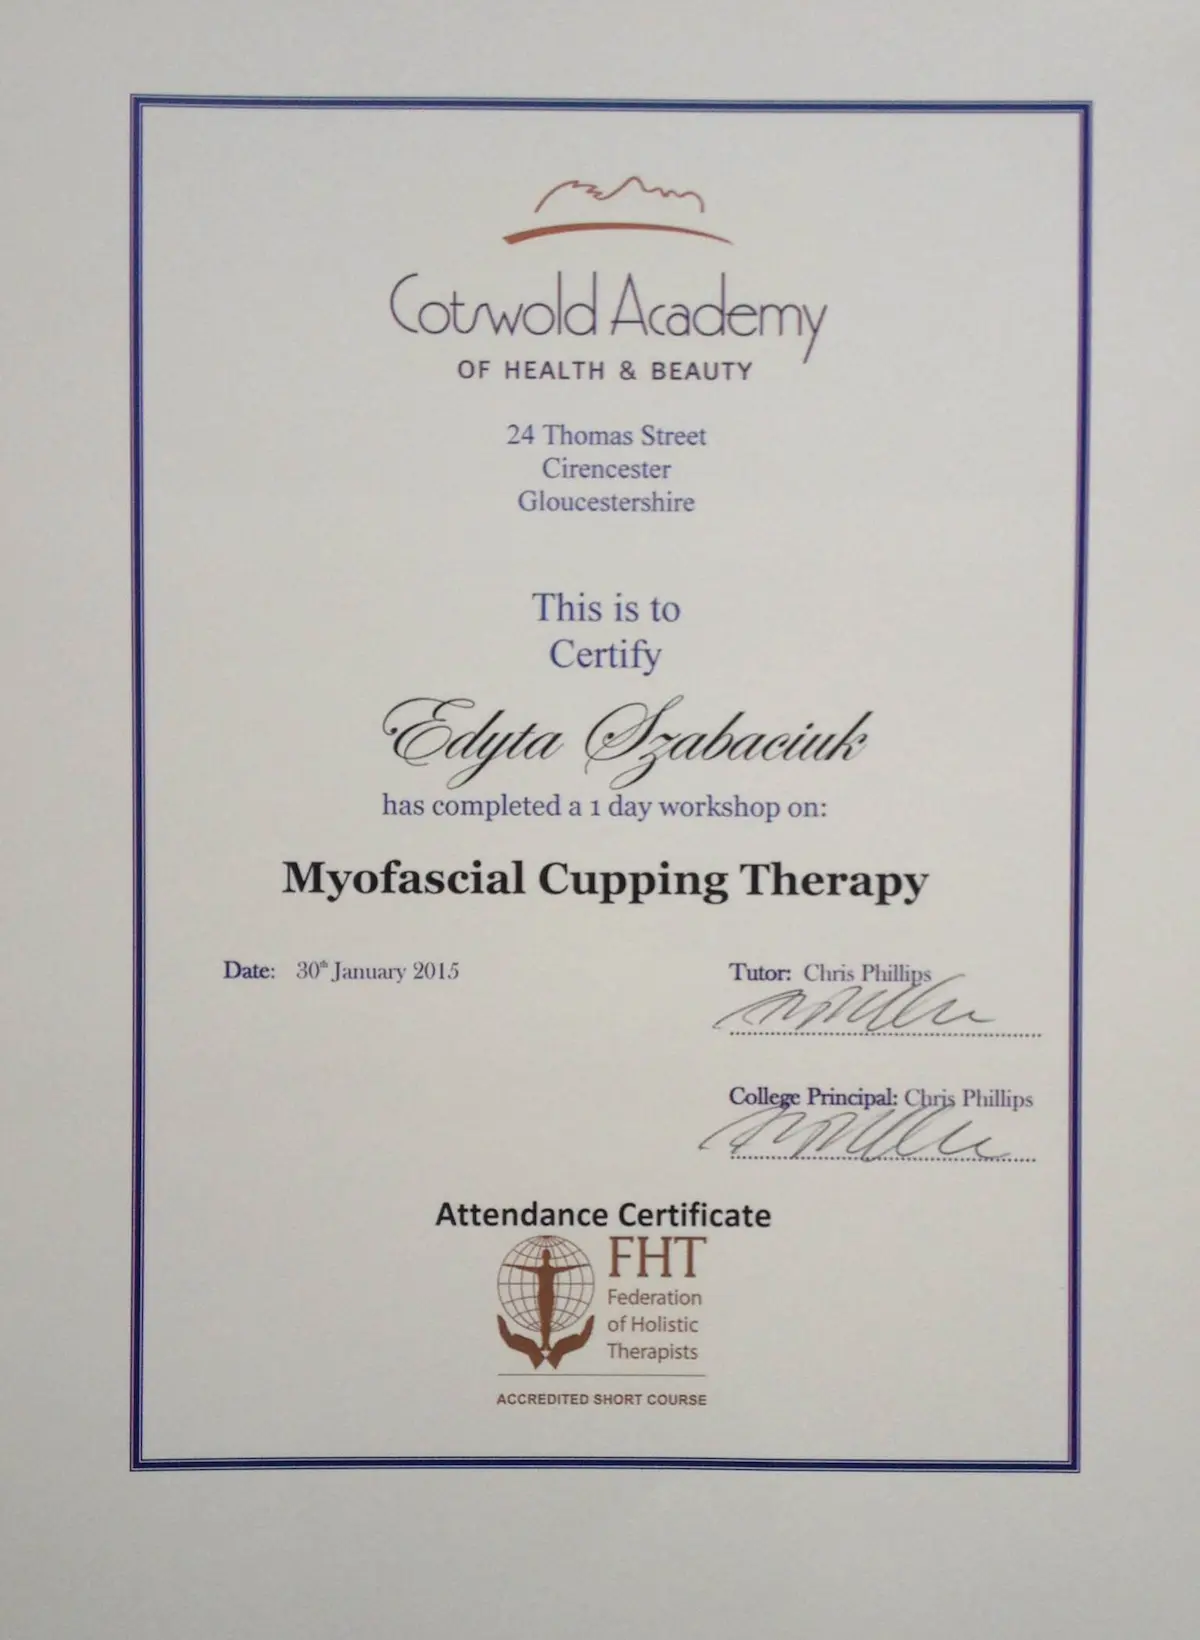 Cotswold Academy
OF HEALTH & BEAUTY
24 Thomas Street
Cirencester
Gloucestershire
This is to
Certify
Edyta Szabaciuk
has completed a 1 day workshop on:
Myofascial Cupping Therapy
Date: 30th January 2015
Tutor: Chris Phillips
College Principal: Chris Phillips
Attendance Certificate
FHT
Federation
of Holistic
Therapists
ACCREDITED SHORT COURSE